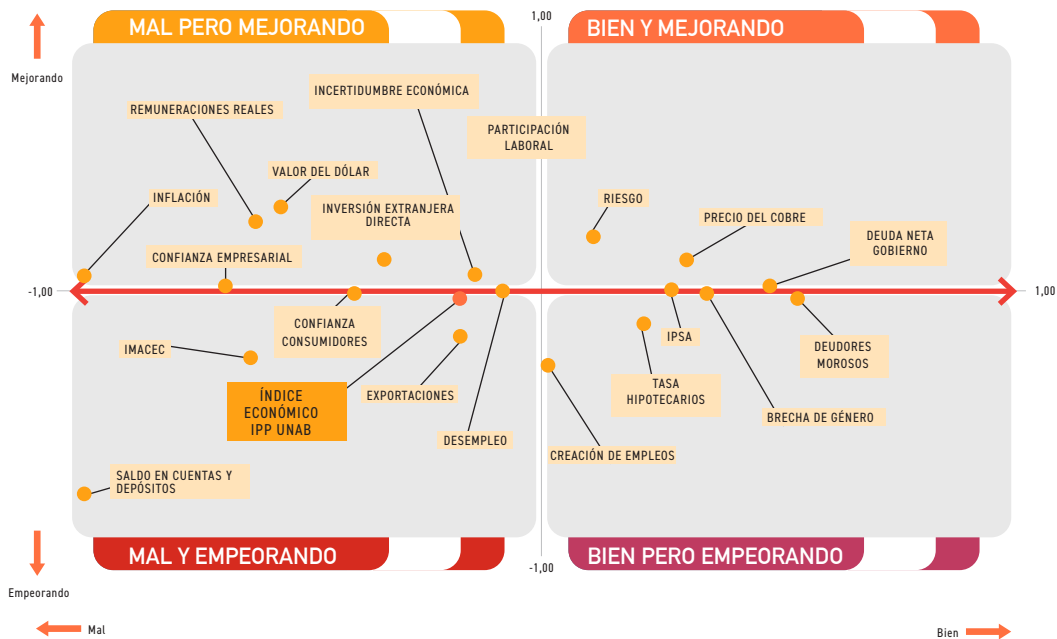 MAL PERO MEJORANDO
1,00
BIEN Y MEJORANDO
Mejorando
INCERTIDUMBRE ECONÓMICA
REMUNERACIONES REALES
PARTICIPACIÓN
LABORAL
VALOR DEL DÓLAR
INFLACIÓN
INVERSIÓN EXTRANJERA
DIRECTA
RIESGO
PRECIO DEL COBRE
DEUDA NETA
GOBIERNO
CONFIANZA EMPRESARIAL
-1,00
1,00
CONFIANZA
CONSUMIDORES
IPSA
IMACEC
DEUDORES
MOROSOS
TASA
HIPOTECARIOS
ÍNDICE
ECONÓMICO
IPP UNAB
EXPORTACIONES
BRECHA DE GÉNERO
DESEMPLEO
CREACIÓN DE EMPLEOS
SALDO EN CUENTAS Y
DEPÓSITOS
MAL Y EMPEORANDO
BIEN PERO EMPEORANDO
-1,00
Empeorando
Mal
Bien